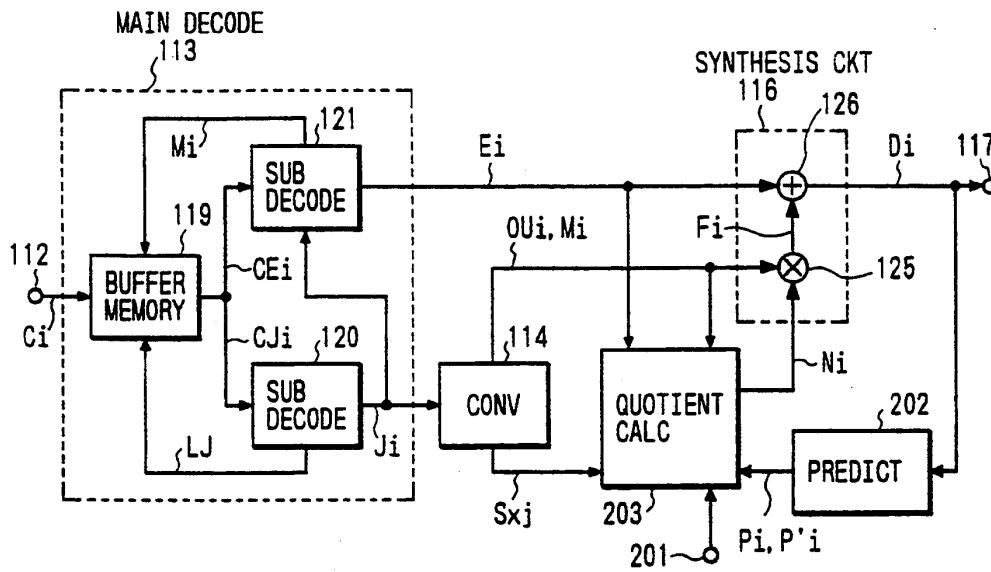 MAIN DECODE
113
SYNTHESIS CKT
116
126
121
Mi
Ei
Di
117
SUB
DECODE
119
OUi, Mi
Fi
112
CEi
125
BUFFER
MEMORY
Ci
CJi
120
114
Ni
SUB
DECODE
CONV
QUOTIENT
CALC
202
LJ
Ji
PREDICT
Sxj
203
Pi, P'i
201